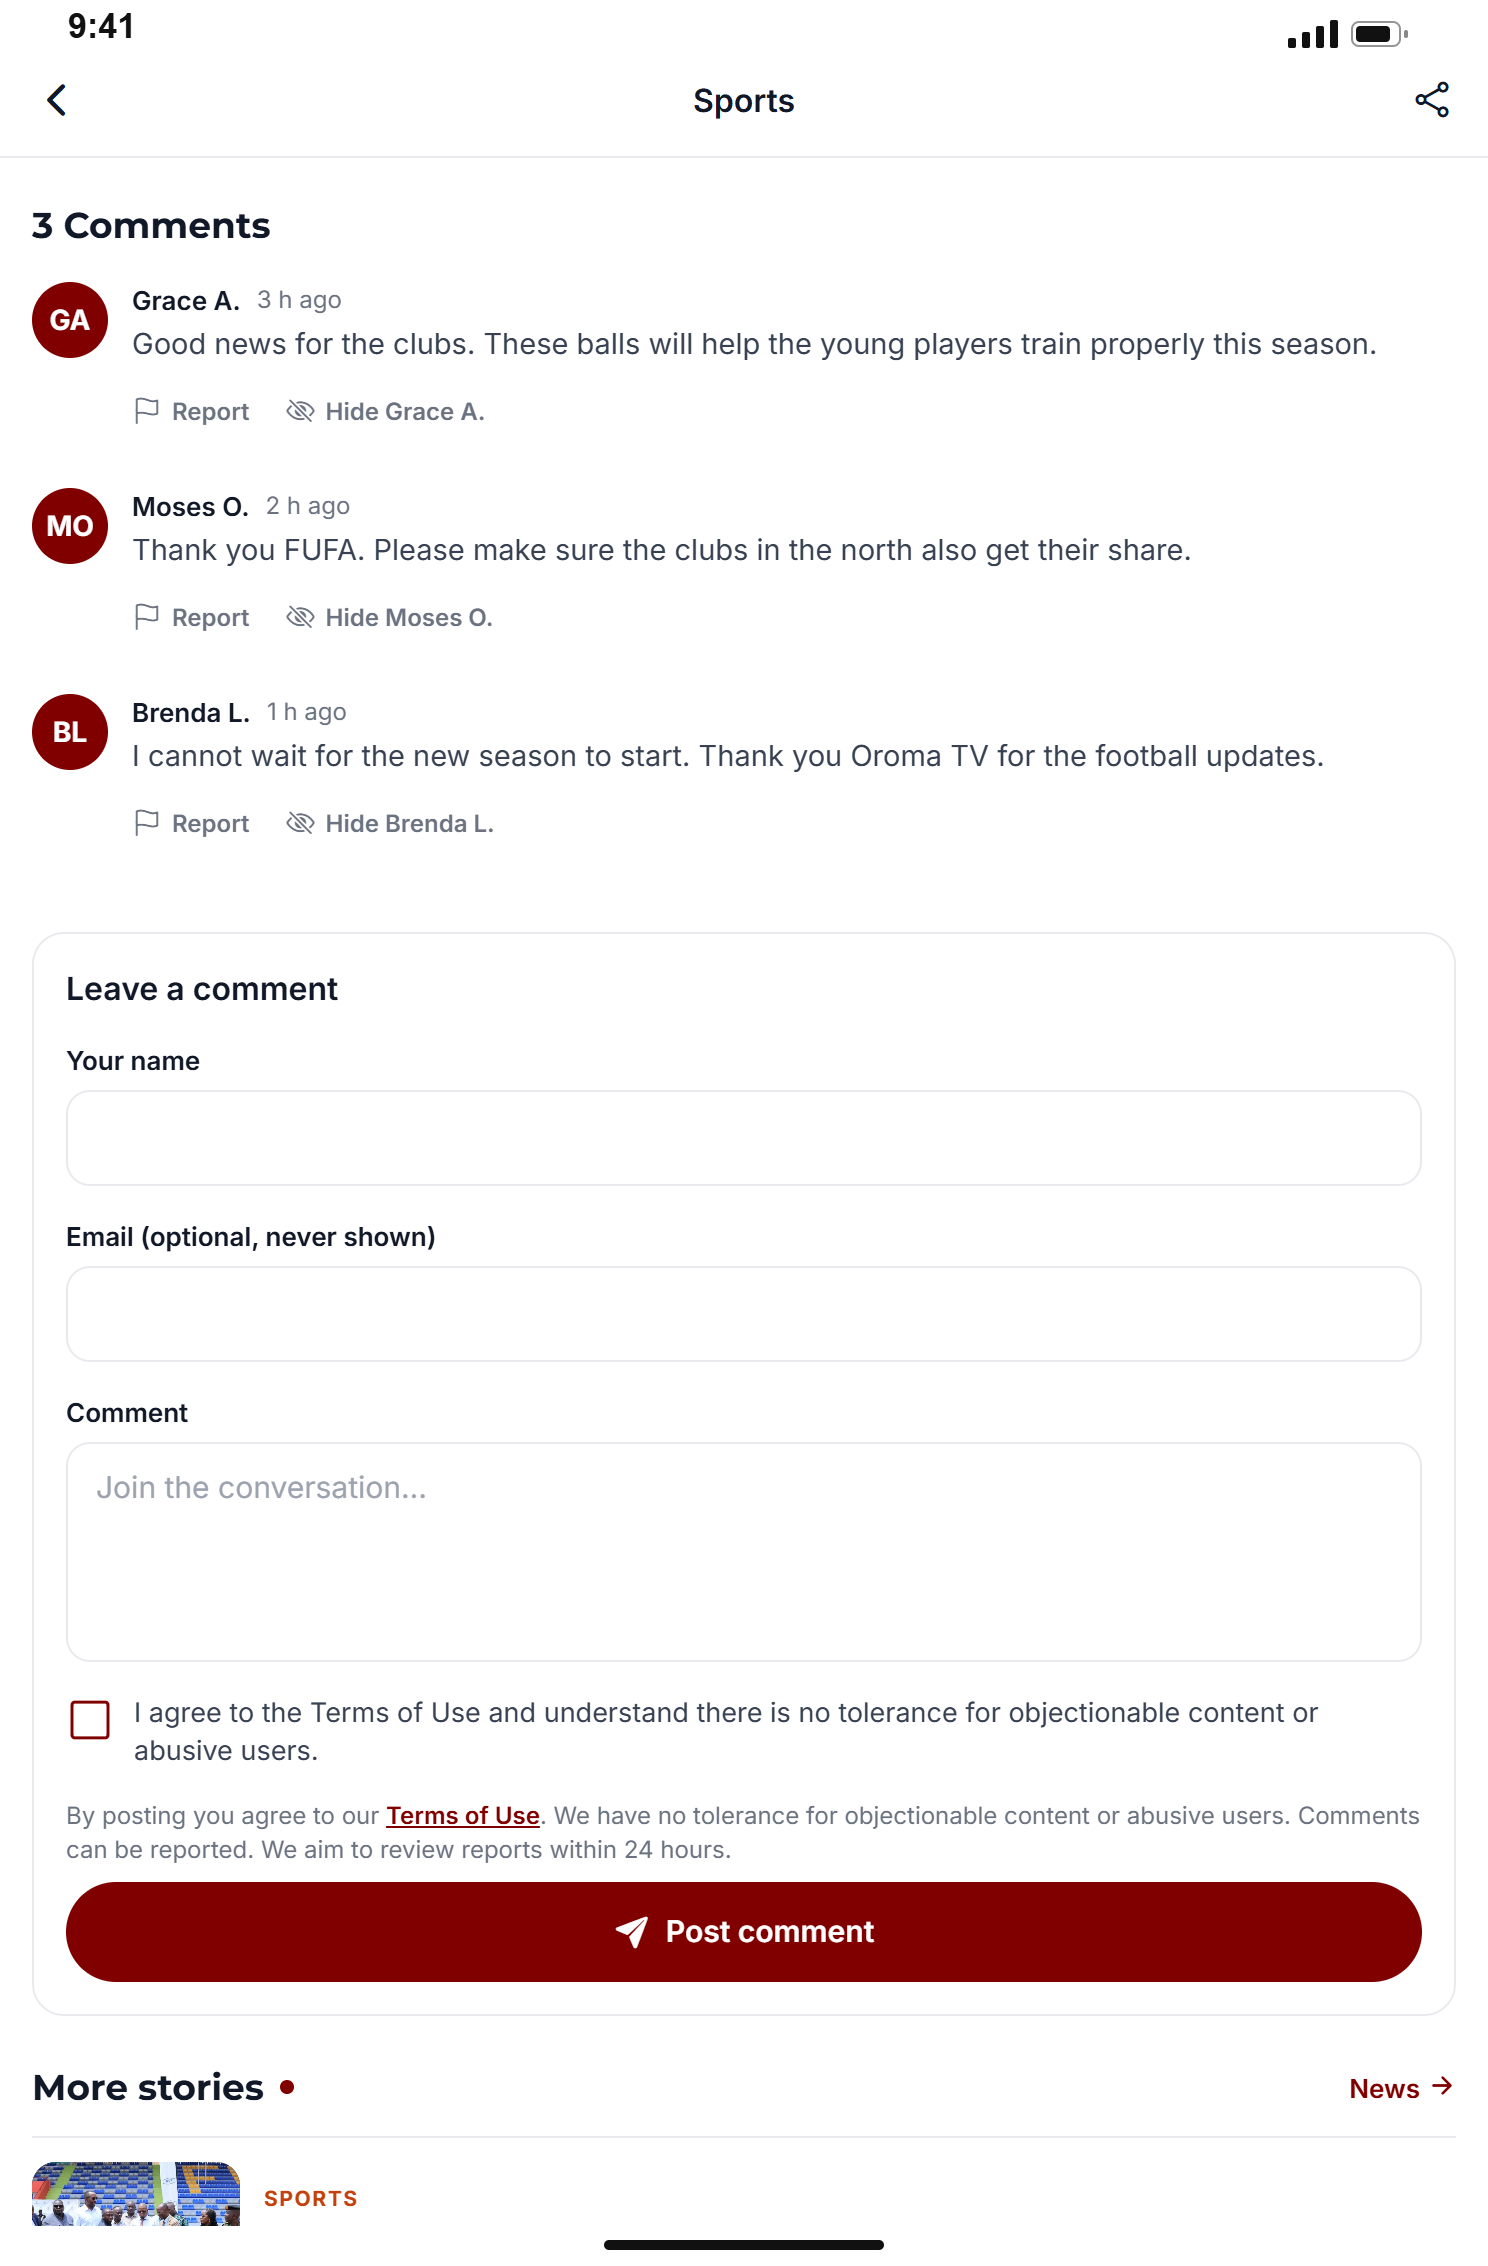 9:41
Sports
3 Comments
GA
Grace A. 3 h ago
Good news for the clubs. These balls will help the young players train properly this season.
Report Hide Grace A.
MO
Moses O. 2 h ago
Thank you FUFA. Please make sure the clubs in the north also get their share.
Report Hide Moses O.
BL
Brenda L. 1 h ago
I cannot wait for the new season to start. Thank you Oroma TV for the football updates.
Report Hide Brenda L.
Leave a comment
Your name
Email (optional, never shown)
Comment
Join the conversation...
I agree to the Terms of Use and understand there is no tolerance for objectionable content or
abusive users.
By posting you agree to our Terms of Use. We have no tolerance for objectionable content or abusive users. Comments
can be reported. We aim to review reports within 24 hours.
Post comment
More stories
News
SPORTS